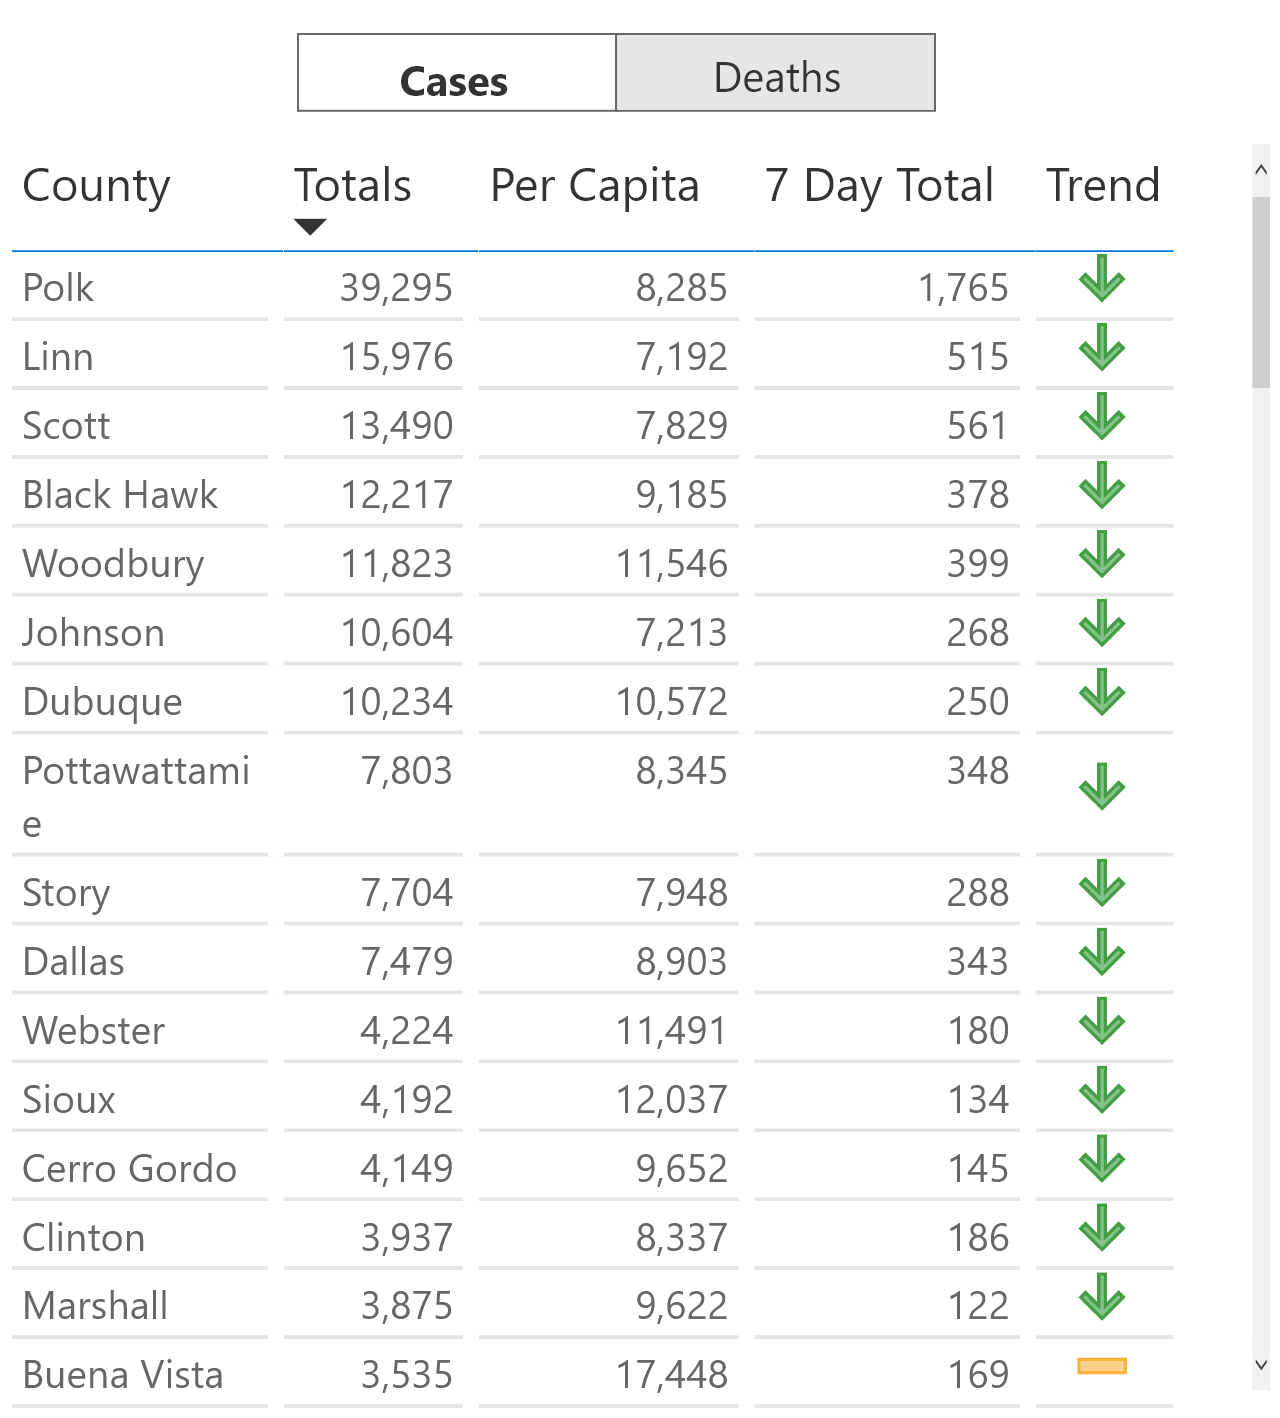 Cases Deaths
County Totals Per Capita 7 Day Total Trend
Polk 39,295 8,285 1,765
Linn 15,976 7,192 515
Scott 13,490 7,829 561
Black Hawk 12,217 9,185 378
Woodbury 11,823 11,546 399
Johnson 10,604 7,213 268
Dubuque 10,234 10,572 250
Pottawattami 7,803 8,345 348
e
Story 7,704 7,948 288
Dallas 7,479 8,903 343
Webster 4,224 11,491 180
Sioux 4,192 12,037 134
Cerro Gordo 4,149 9,652 145
Clinton 3,937 8,337 186
Marshall 3,875 9,622 122
Buena Vista 3,535 17,448 169